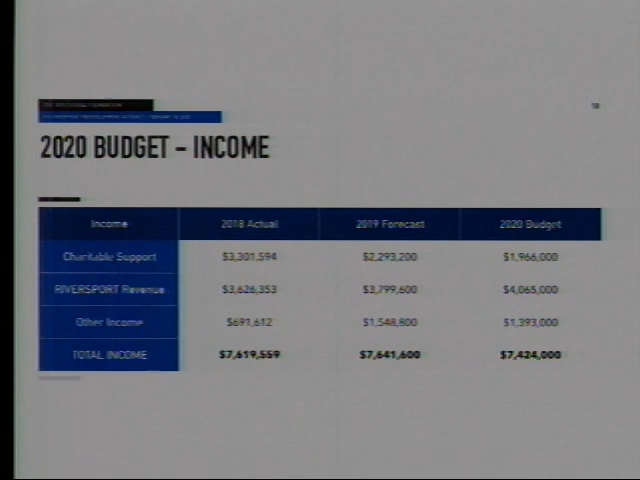 18
2020 BUDGET – INCOME
Income 2018 Actual 2019 Forecast 2020 Budget
Charitable Support $3,301,594 $2,293,200 $1,966,000
RIVERSPORT Revenue $3,626,353 $3,799,600 $4,065,000
Other Income $691,612 $1,548,800 $1,393,000
TOTAL INCOME $7,619,559 $7,641,600 $7,424,000